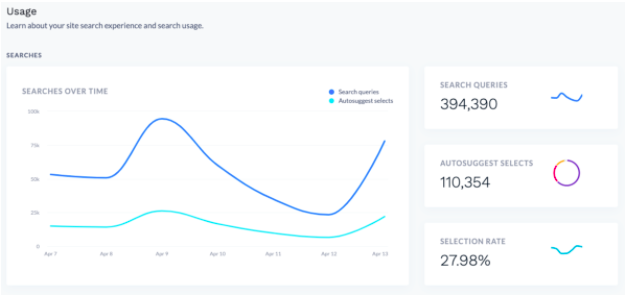 Usage
Learn about your site search experience and search usage.
SEARCHES
SEARCHES OVER TIME
Search queries
Autosuggest selects
100k
75k
50k
25k
0
Apr 7
Apr 8
Apr 9
Apr 10
Apr 11
Apr 12
Apr 13
SEARCH QUERIES
394,390
AUTOSUGGEST SELECTS
110,354
SELECTION RATE
27.98%